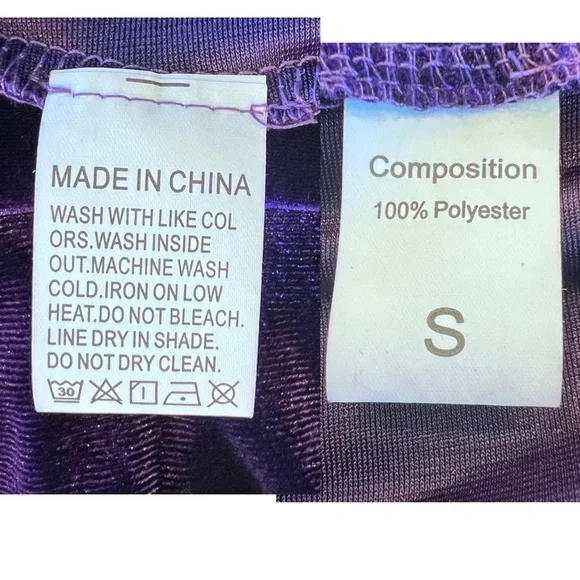 MADE IN CHINA
WASH WITH LIKE COL
ORS.WASH INSIDE
OUT.MACHINE WASH
COLD.IRON ON LOW
HEAT.DO NOT BLEACH.
LINE DRY IN SHADE.
DO NOT DRY CLEAN.
30
Composition
100% Polyester
S